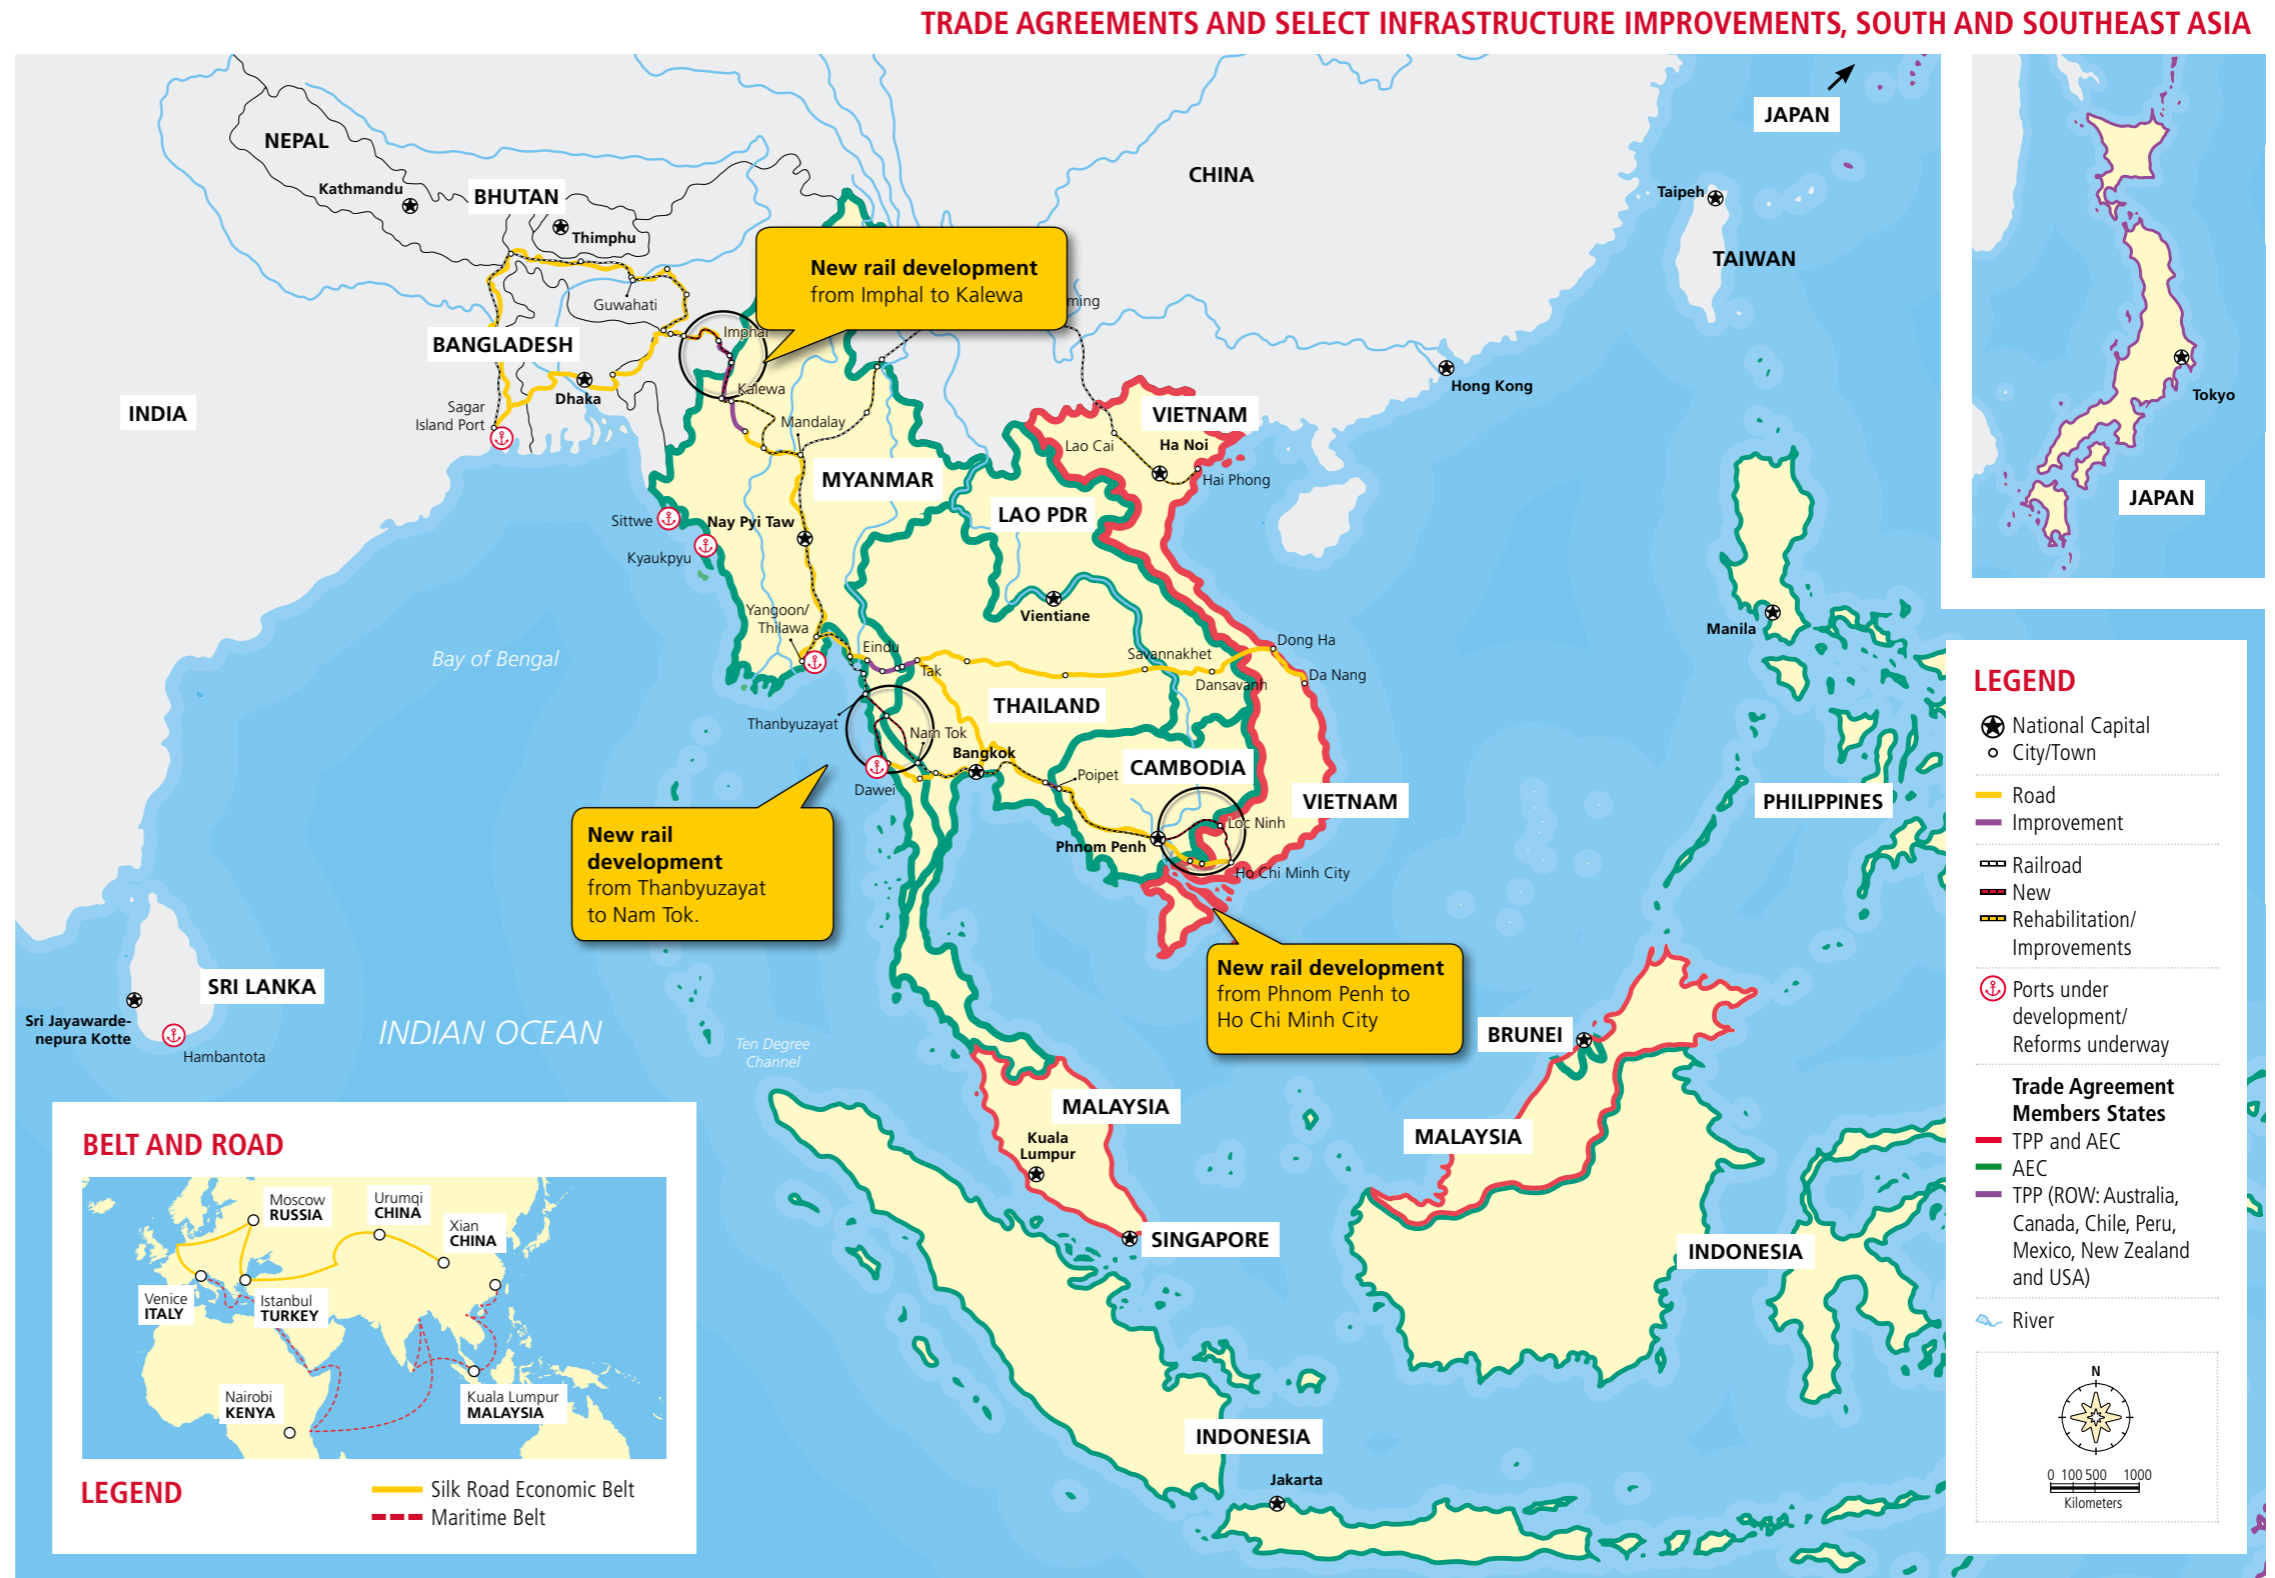 TRADE AGREEMENTS AND SELECT INFRASTRUCTURE IMPROVEMENTS, SOUTH AND SOUTHEAST ASIA
JAPAN
NEPAL
CHINA
Kathmandu
BHUTAN
Taipeh
Thimphu
TAIWAN
New rail development
from Imphal to Kalewa
Guwahati
ming
Imphal
BANGLADESH
Kalewa
Hong Kong
Tokyo
Dhaka
INDIA
Sagar
Island Port
Mandalay
VIETNAM
Lao Cai
Ha Noi
Hai Phong
MYANMAR
JAPAN
LAO PDR
Sittwe
Nay Pyi Taw
Kyaukpyu
Yangoon/
Thilawa
Vientiane
Manila
Bay of Bengal
Eindu
Tak
Savannakhet
Dong Ha
Dansavanh
Da Nang
THAILAND
Thanbyuzayat
Nam Tok
Bangkok
Dawei
Poipet
CAMBODIA
VIETNAM
PHILIPPINES
Loc Ninh
Phnom Penh
Ho Chi Minh City
New rail
development
from Thanbyuzayat
to Nam Tok.
New rail development
from Phnom Penh to
Ho Chi Minh City
SRI LANKA
Sri Jayawarde-
nepura Kotte
Hambantota
INDIAN OCEAN
Ten Degree
Channel
BRUNEI
MALAYSIA
Kuala
Lumpur
MALAYSIA
SINGAPORE
INDONESIA
INDONESIA
Jakarta
LEGEND
National Capital
City/Town
Road
Improvement
Railroad
New
Rehabilitation/
Improvements
Ports under
development/
Reforms underway
Trade Agreement
Members States
TPP and AEC
AEC
TPP (ROW: Australia,
Canada, Chile, Peru,
Mexico, New Zealand
and USA)
River
N
0 100 500 1000
Kilometers
BELT AND ROAD
Moscow
RUSSIA
Urumqi
CHINA
Xian
CHINA
Venice
ITALY
Istanbul
TURKEY
Nairobi
KENYA
Kuala Lumpur
MALAYSIA
LEGEND
Silk Road Economic Belt
Maritime Belt